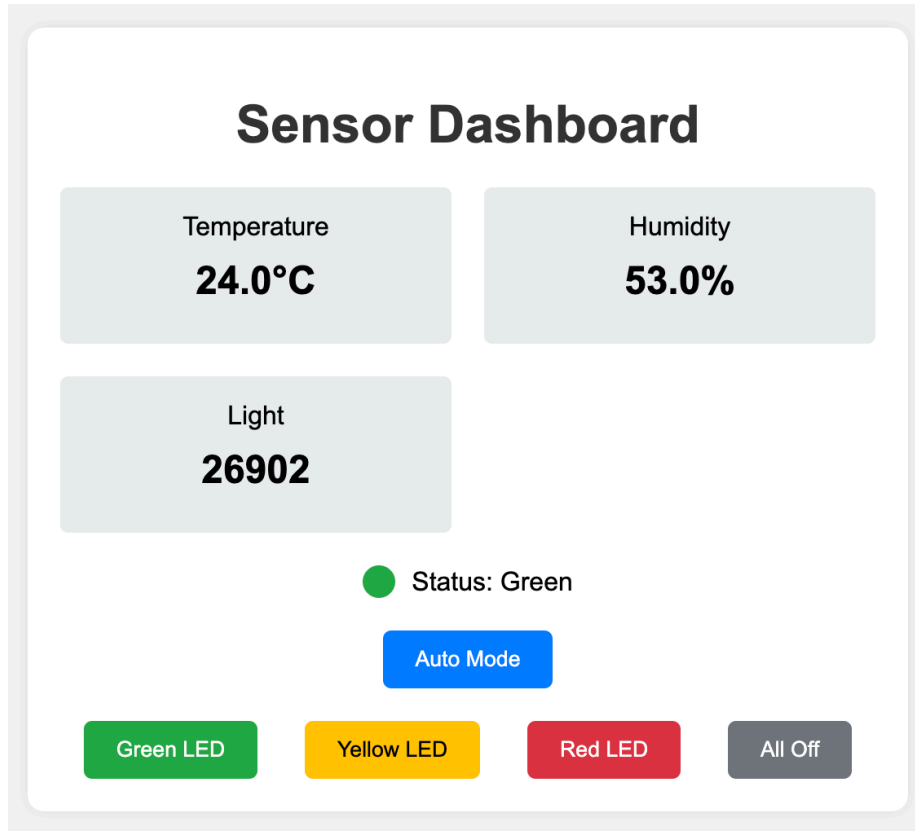 Sensor Dashboard
Temperature
24.0°C
Humidity
53.0%
Light
26902
Status: Green
Auto Mode
Green LED
Yellow LED
Red LED
All Off